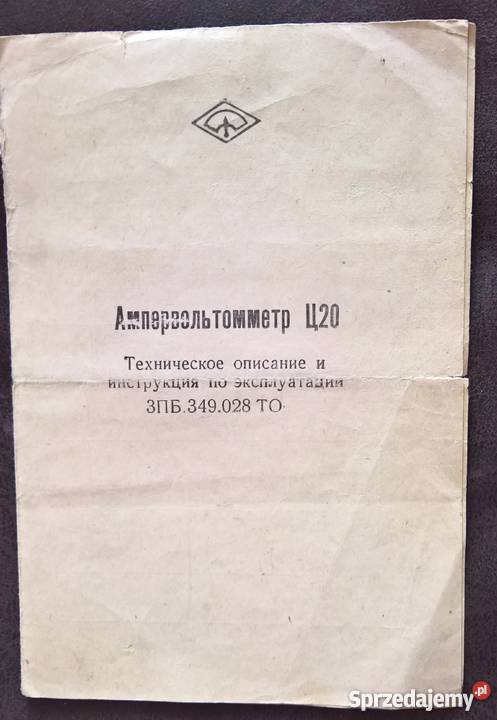 Ампервольтомметр Ц20
Техническое описание и
инструкция по эксплуатации
3ПБ.349.028 ТО
Sprzedajemy.pl